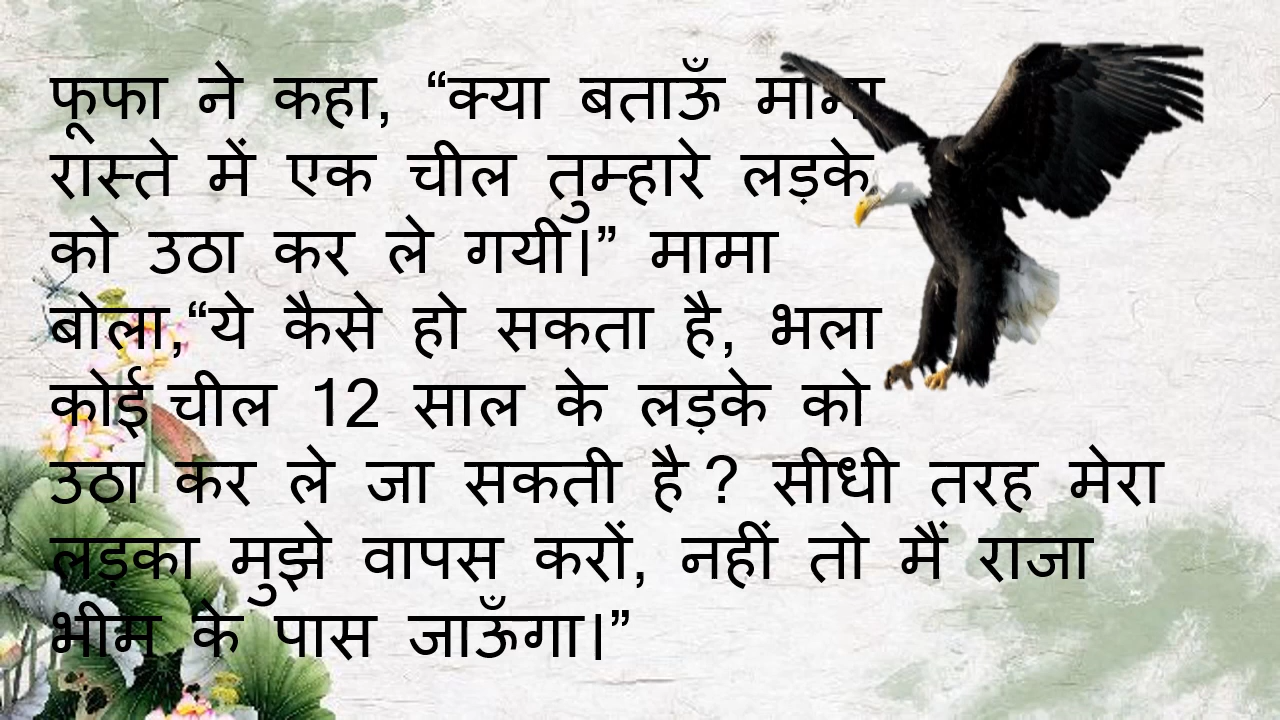 फूफा ने कहा, “क्या बताऊँ मामा
रास्ते में एक चील तुम्हारे लड़के
को उठा कर ले गयी।” मामा
बोला,“ये कैसे हो सकता है, भला
कोई चील 12 साल के लड़के को
उठा कर ले जा सकती है ? सीधी तरह मेरा
लड़का मुझे वापस करों, नहीं तो मैं राजा
भीम के पास जाऊँगा।”